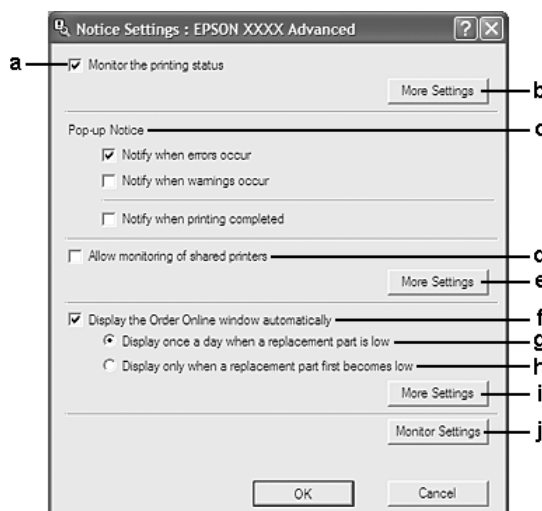 Notice Settings : EPSON XXXX Advanced
a Monitor the printing status
More Settings b
Pop-up Notice c
Notify when errors occur
Notify when warnings occur
Notify when printing completed
Allow monitoring of shared printers d
More Settings e
Display the Order Online window automatically f
Display once a day when a replacement part is low g
Display only when a replacement part first becomes low h
More Settings i
Monitor Settings j
OK Cancel